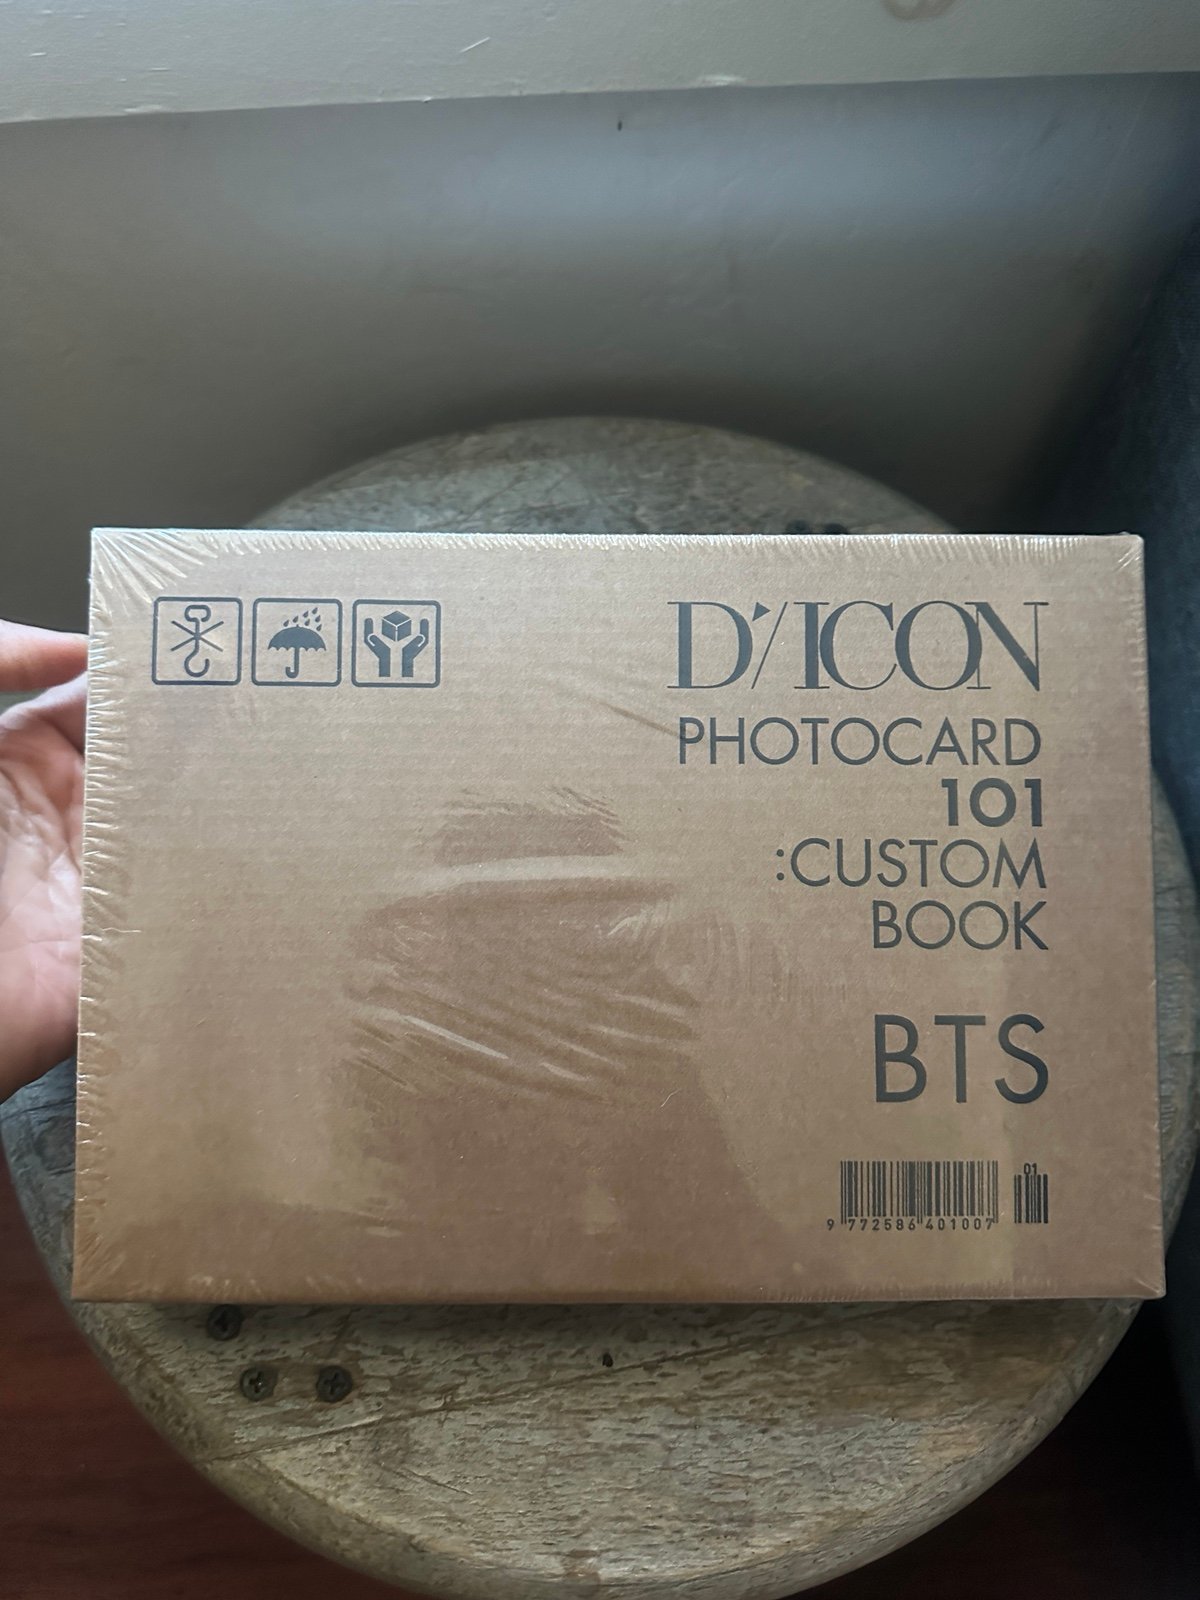 D'/ICON
PHOTOCARD
101
:CUSTOM
BOOK
BTS
01
9 772586 401007